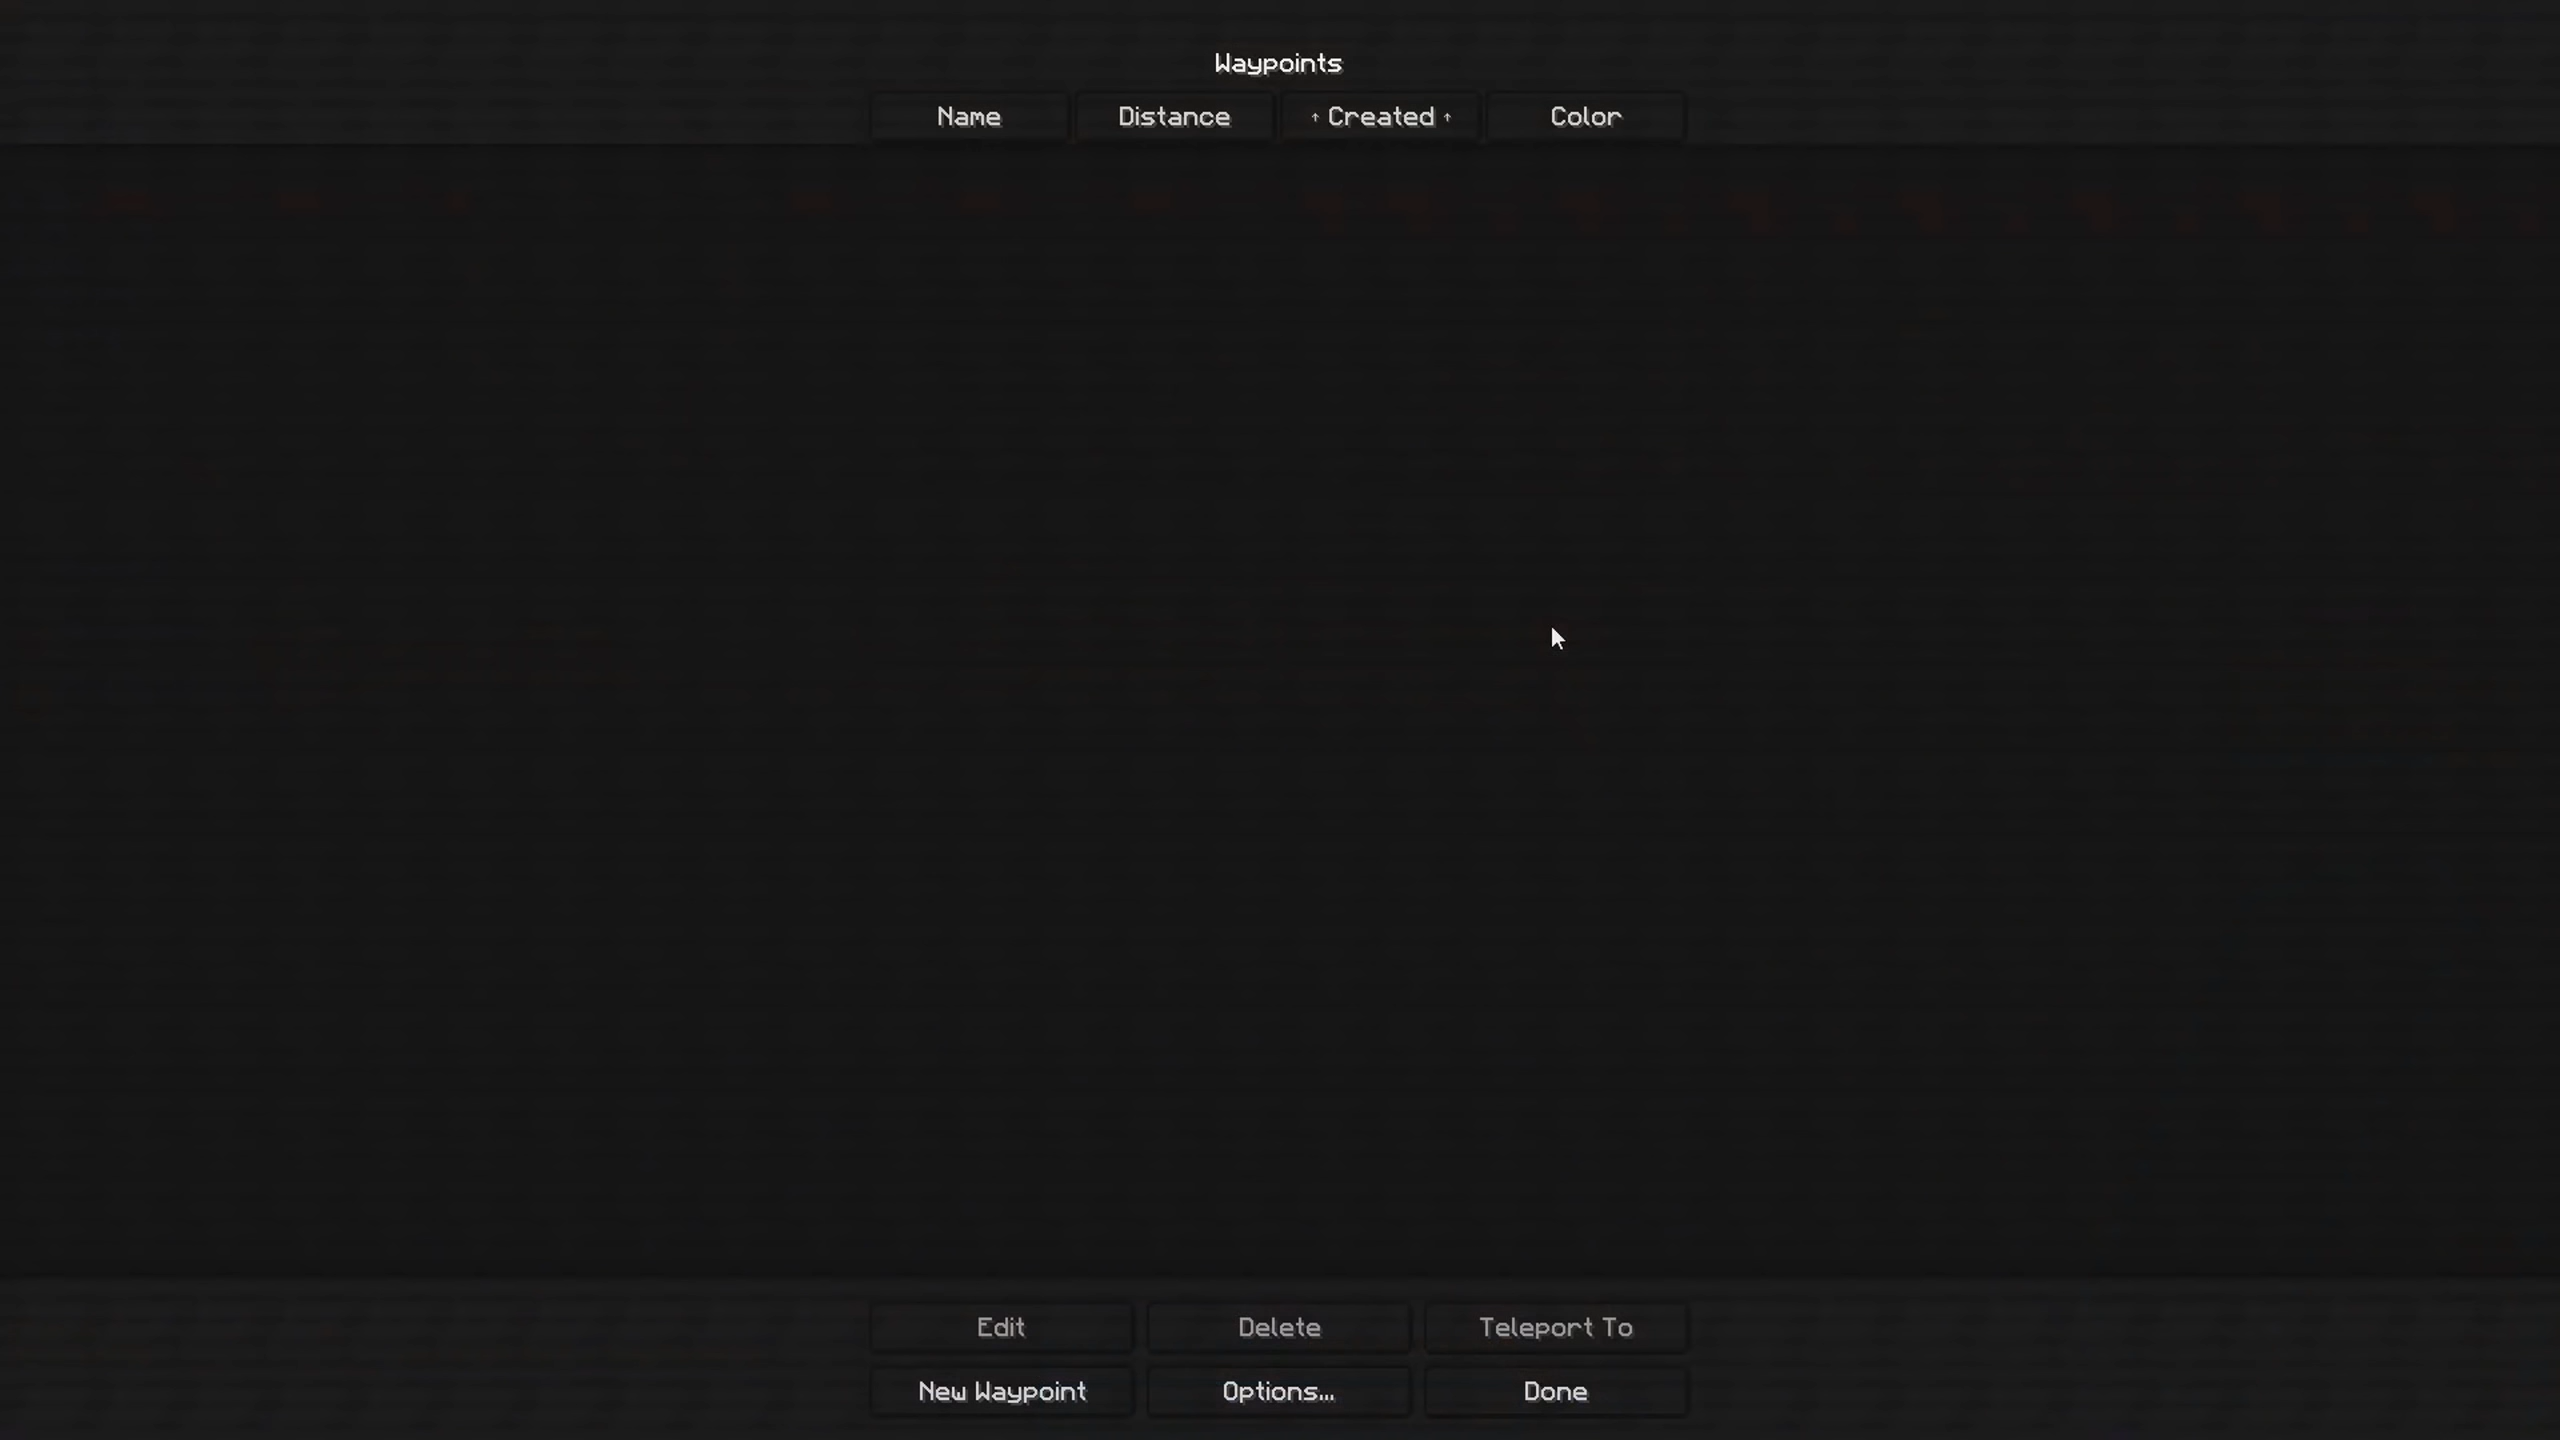 Waypoints
Name Distance ↑ Created ↑ Color
Edit Delete Teleport To
New Waypoint Options... Done